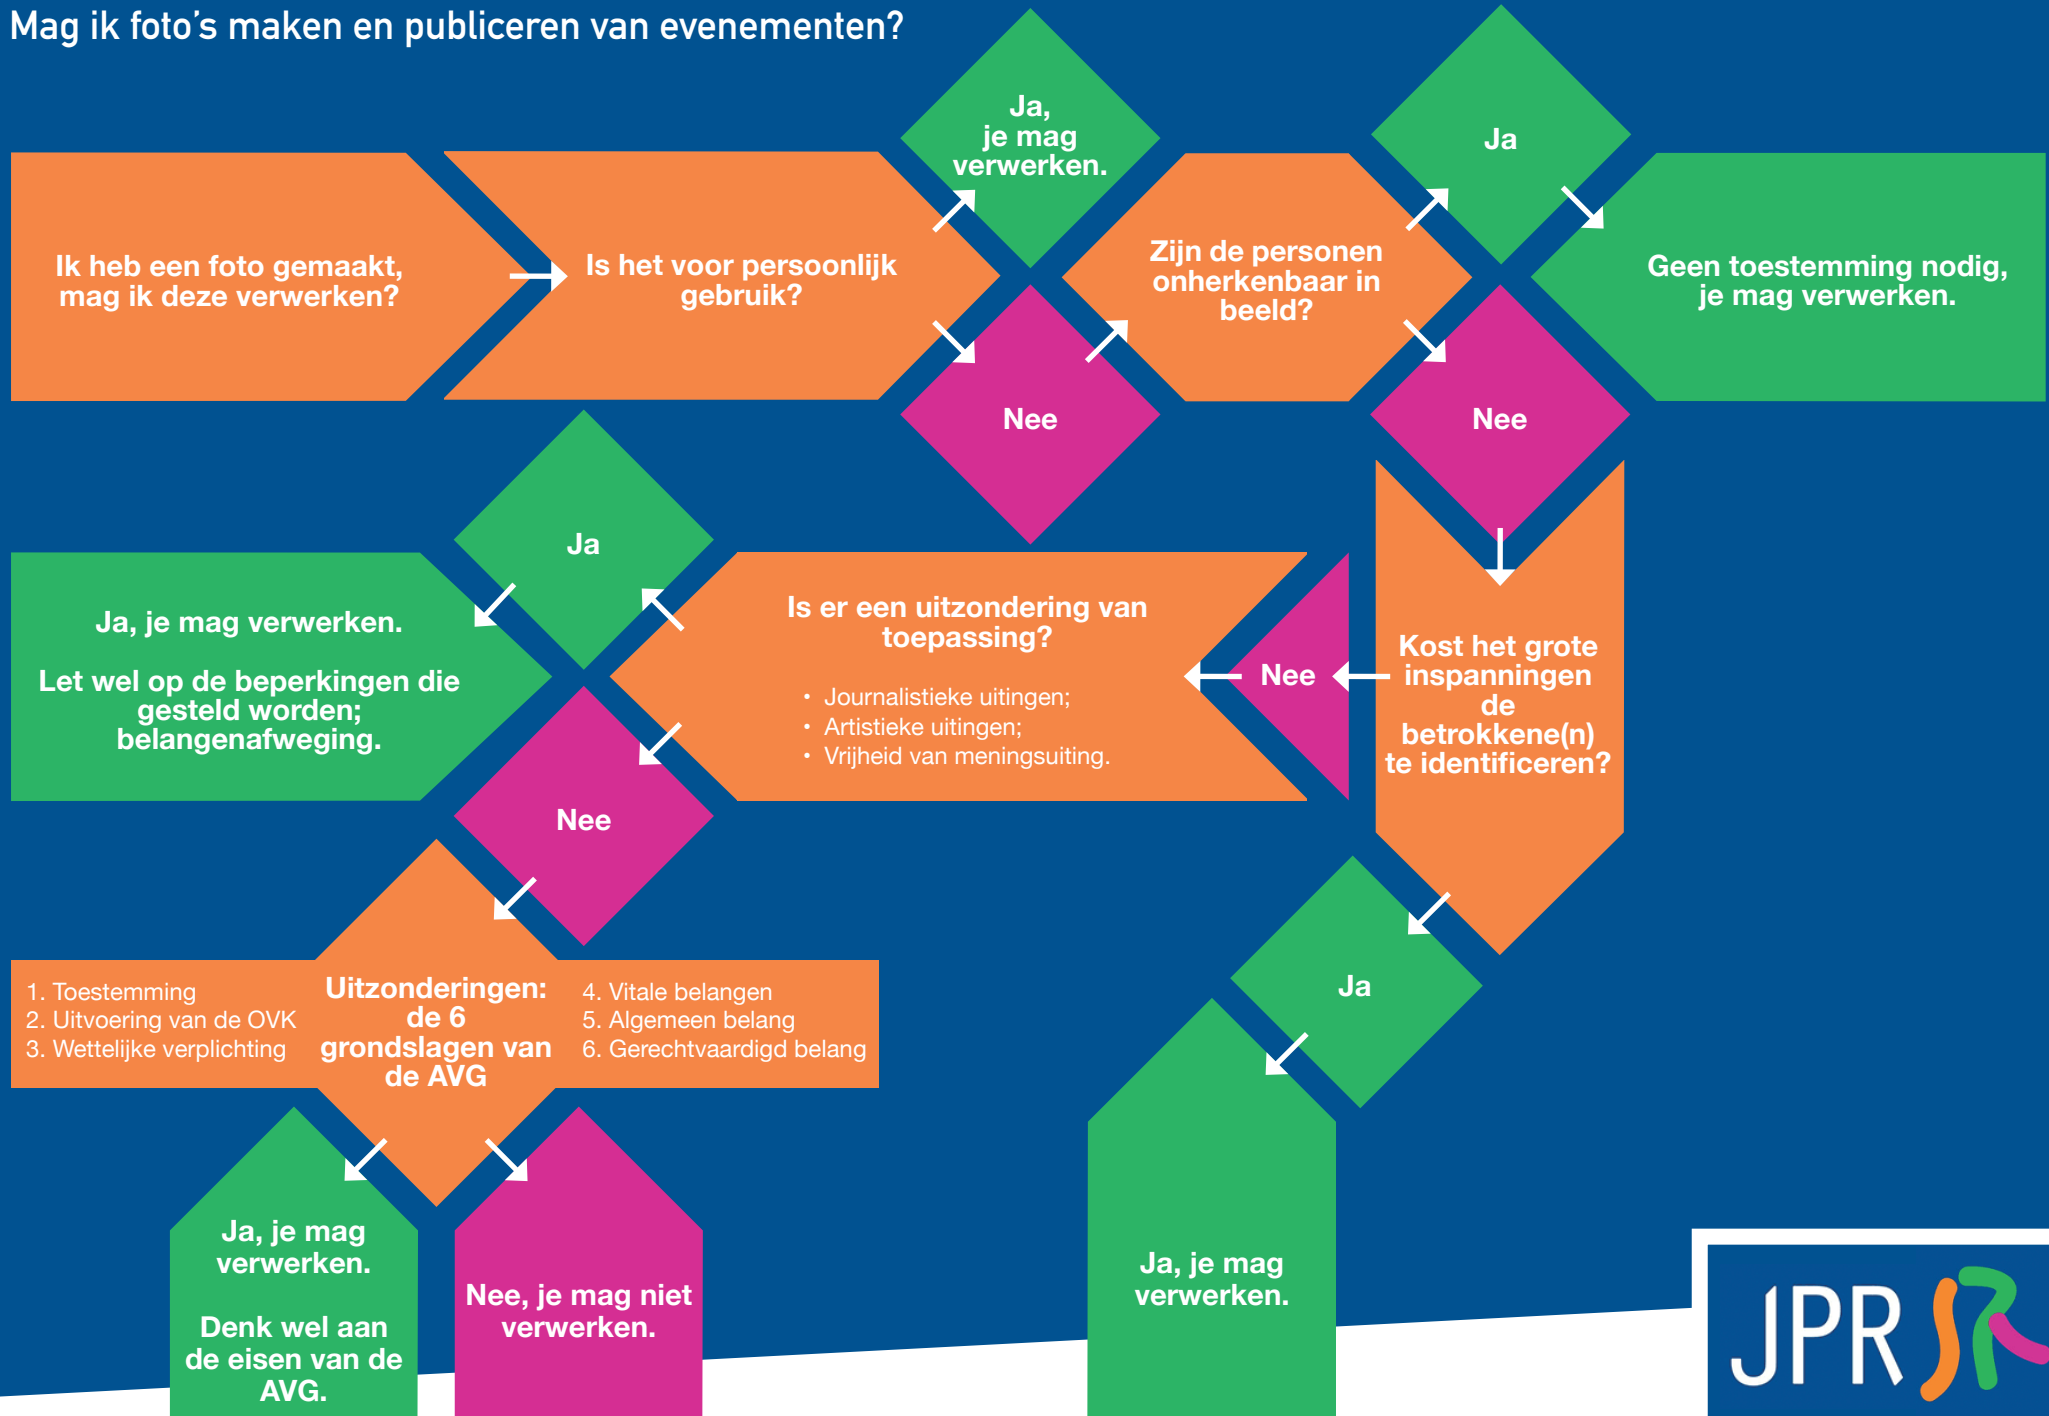 Mag ik foto's maken en publiceren van evenementen?
Ik heb een foto gemaakt,
mag ik deze verwerken?
Is het voor persoonlijk
gebruik?
Ja,
je mag
verwerken.
Nee
Zijn de personen
onherkenbaar in
beeld?
Ja
Geen toestemming nodig,
je mag verwerken.
Nee
Kost het grote
inspanningen
de
betrokkene(n)
te identificeren?
Nee
Is er een uitzondering van
toepassing?
• Journalistieke uitingen;
• Artistieke uitingen;
• Vrijheid van meningsuiting.
Ja
Ja, je mag verwerken.
Let wel op de beperkingen die
gesteld worden;
belangenafweging.
Nee
Uitzonderingen:
de 6
grondslagen van
de AVG
1. Toestemming
2. Uitvoering van de OVK
3. Wettelijke verplichting
4. Vitale belangen
5. Algemeen belang
6. Gerechtvaardigd belang
Ja, je mag
verwerken.
Denk wel aan
de eisen van de
AVG.
Nee, je mag niet
verwerken.
Ja
Ja, je mag
verwerken.
JPR